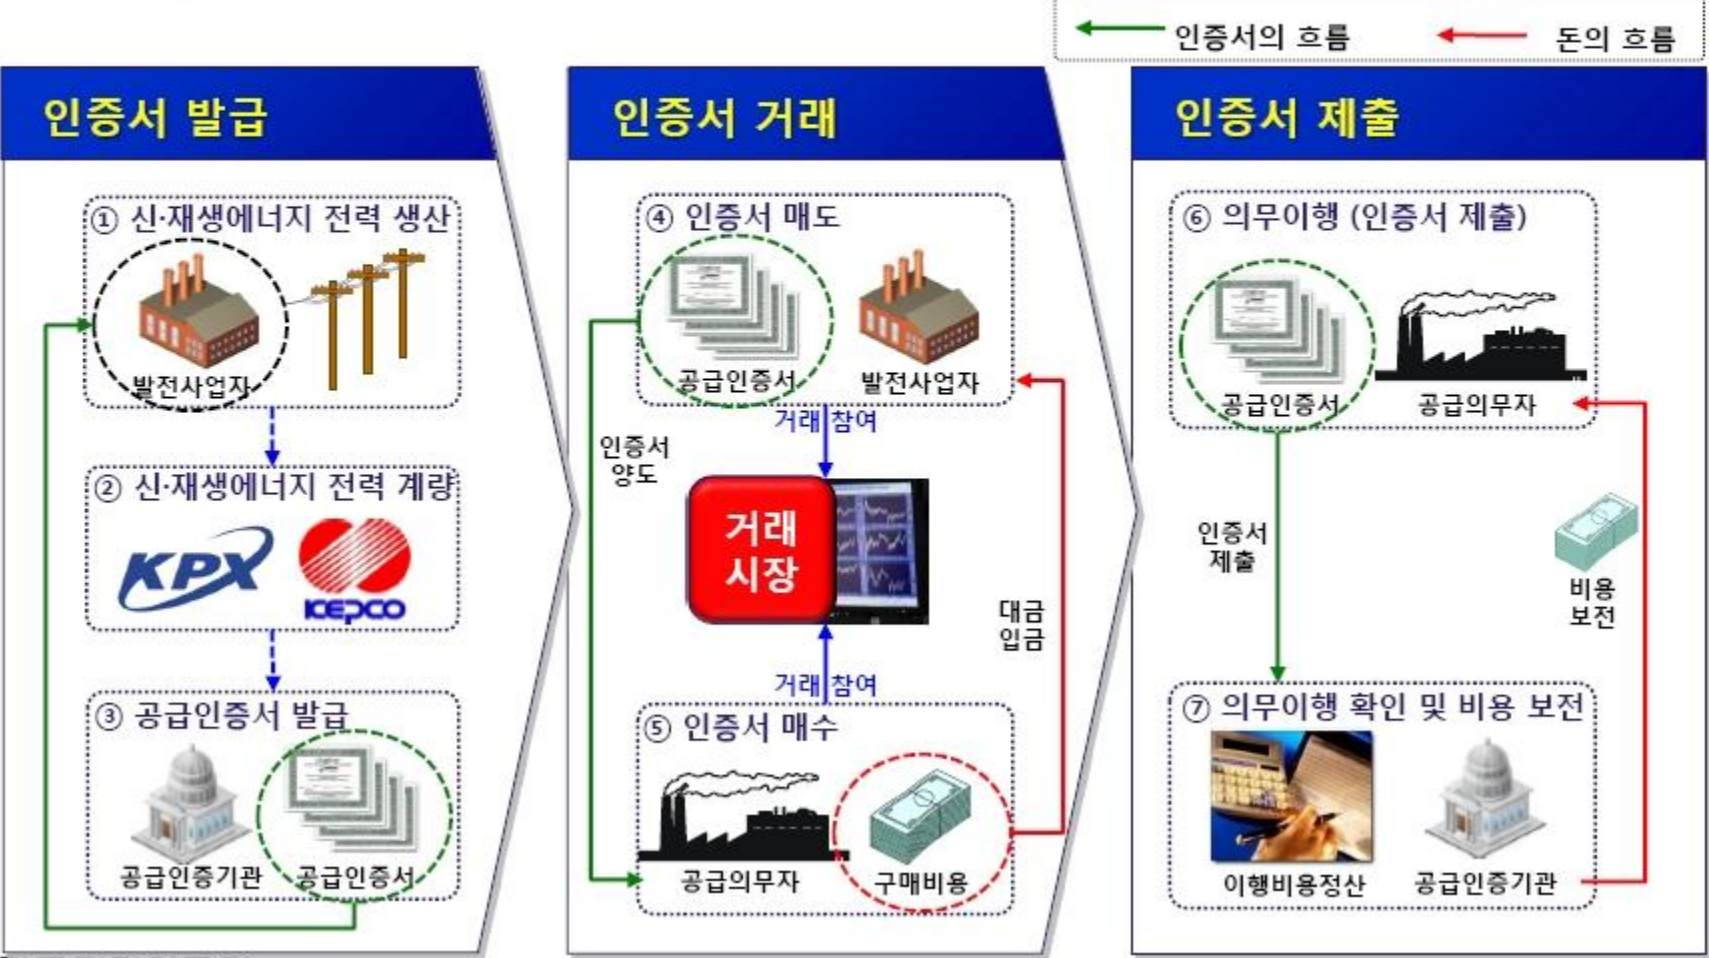 인증서의 흐름
돈의 흐름
인증서 발급
① 신·재생에너지 전력 생산
발전사업자
② 신·재생에너지 전력 계량
KPX
KEPCO
③ 공급인증서 발급
공급인증기관
공급인증서
인증서 거래
④ 인증서 매도
공급인증서
발전사업자
거래 참여
인증서
양도
거래
시장
대금
입금
거래 참여
⑤ 인증서 매수
공급의무자
구매비용
인증서 제출
⑥ 의무이행 (인증서 제출)
공급인증서
공급의무자
인증서
제출
비용
보전
⑦ 의무이행 확인 및 비용 보전
이행비용정산
공급인증기관